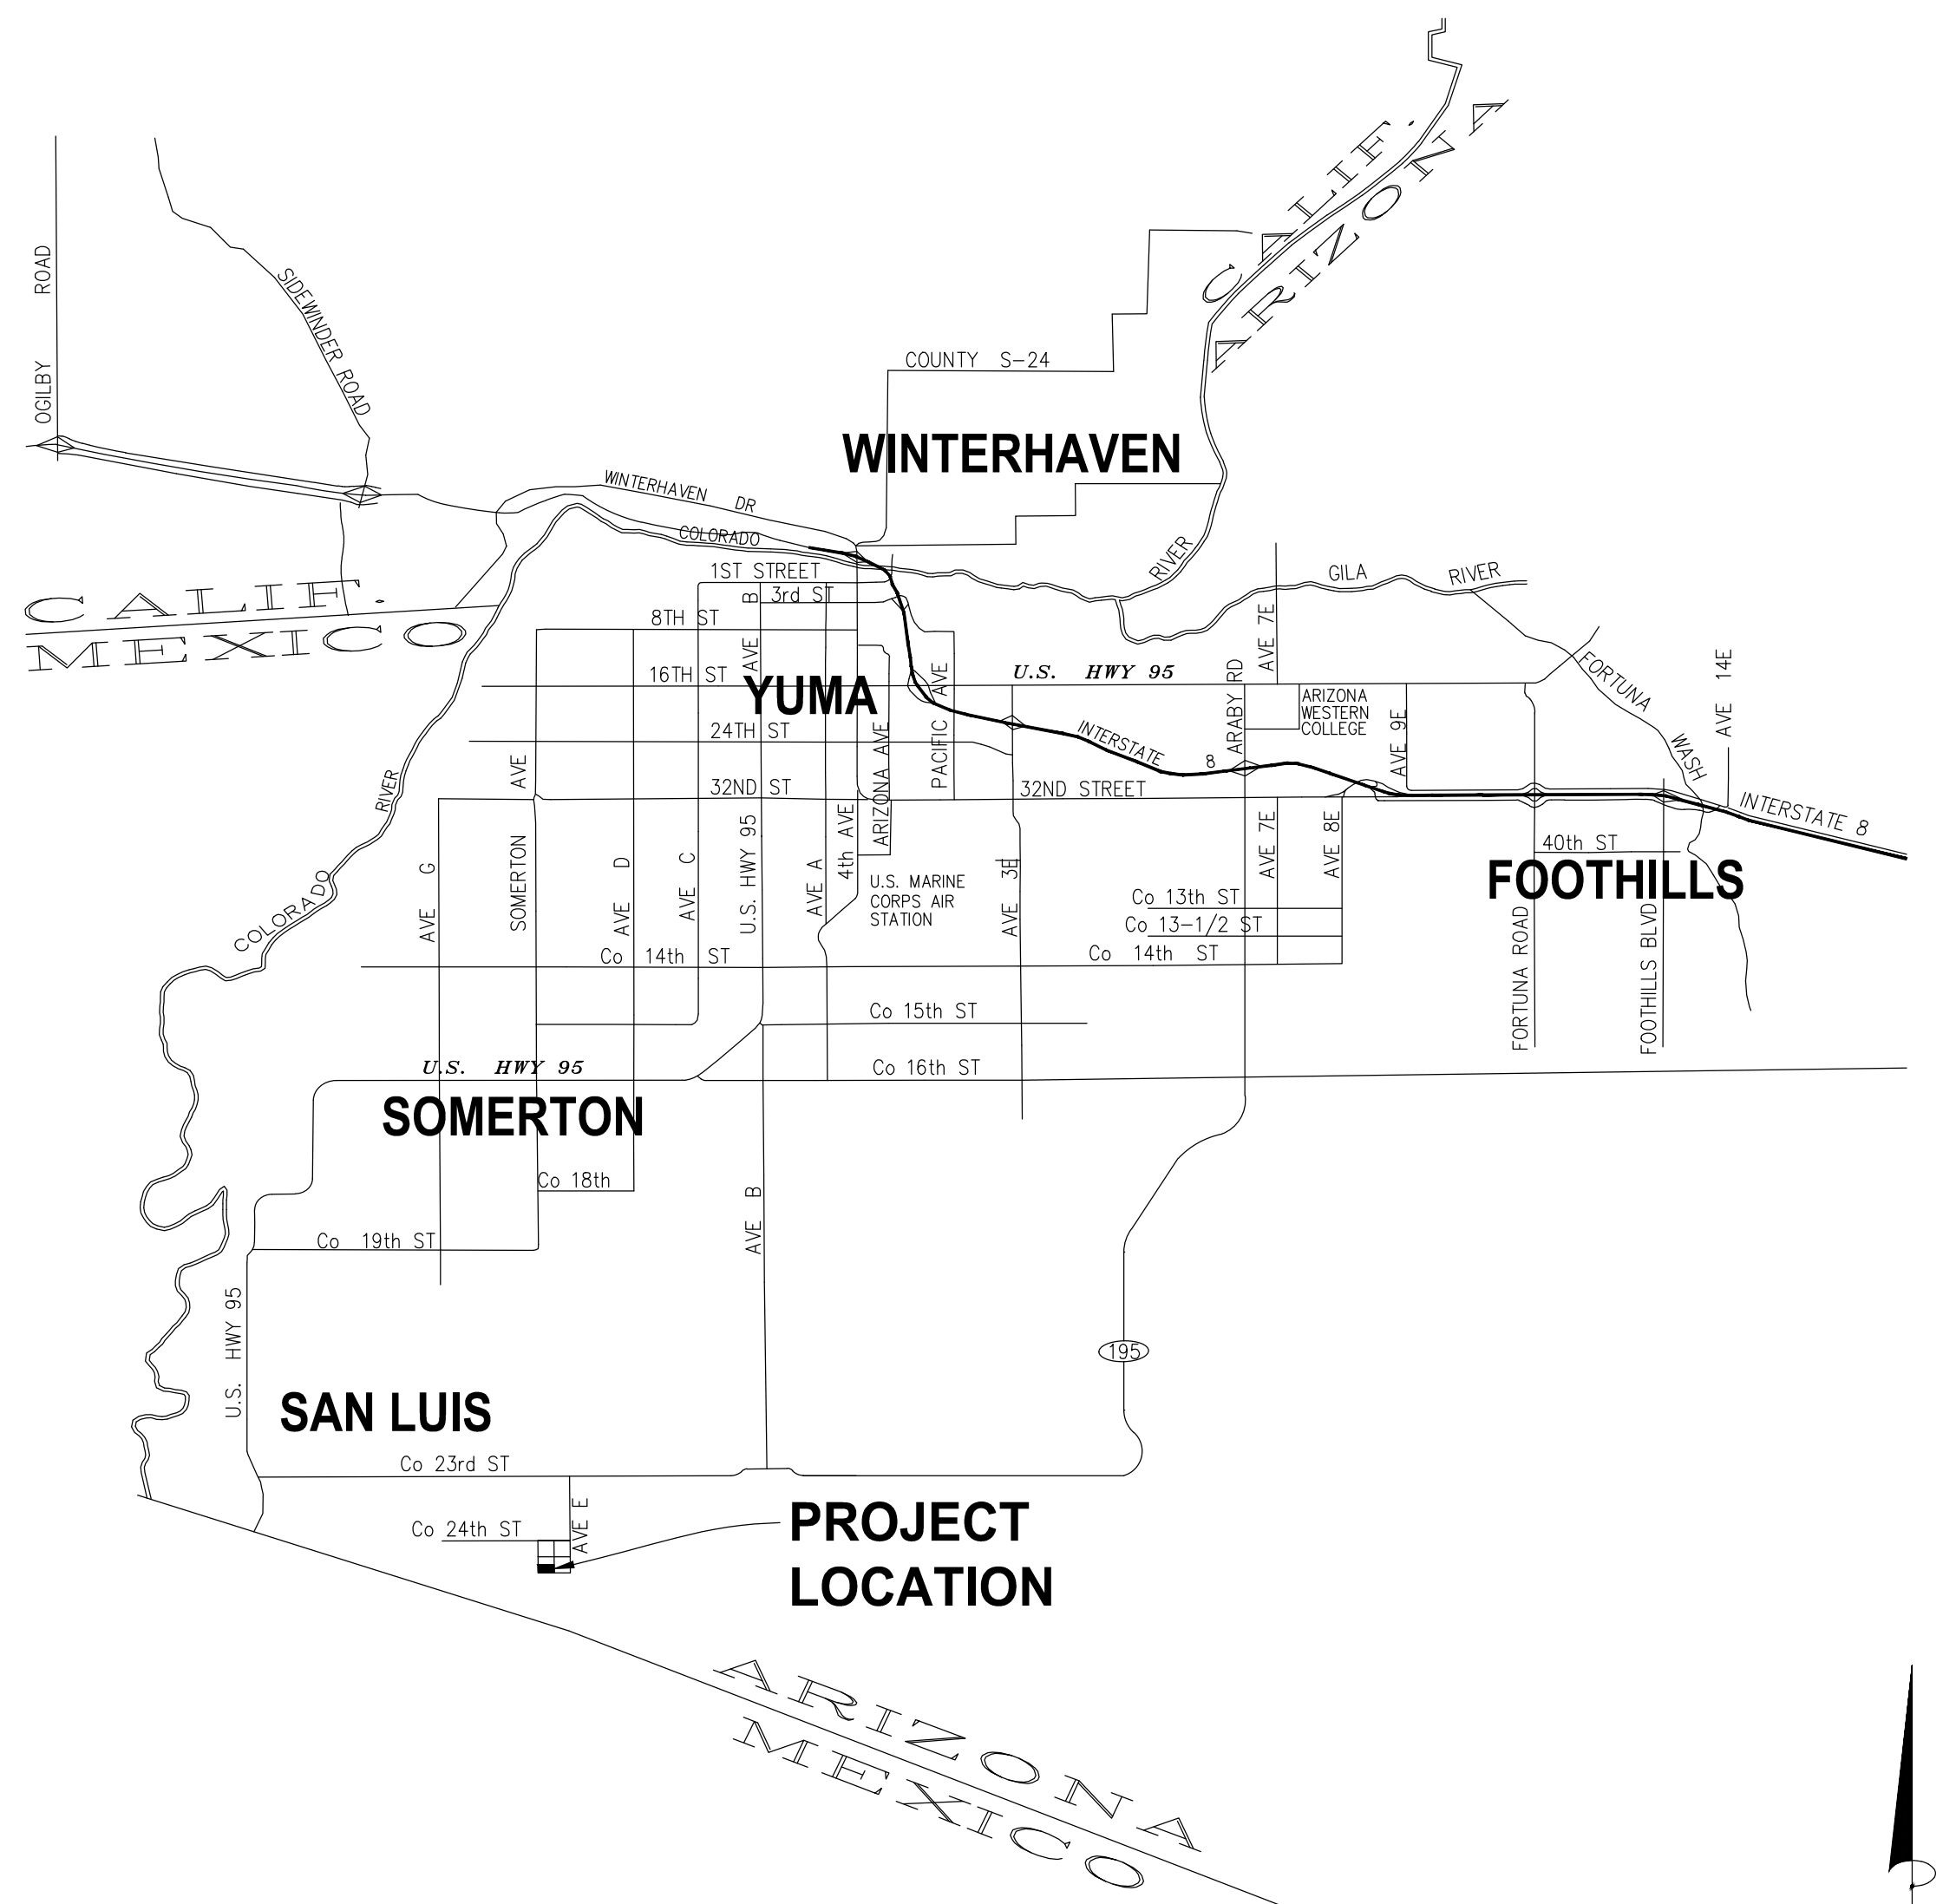 CALIF.
ARIZONA
OGILBY ROAD
SIDEWINDER ROAD
COUNTY S-24
WINTERHAVEN
WINTERHAVEN DR
COLORADO
RIVER
1ST STREET
3rd ST
GILA RIVER
CALIF.
MEXICO
8TH ST
AVE B
AVE 7E
16TH ST
U.S. HWY 95
YUMA
ARIZONA
WESTERN
COLLEGE
FORTUNA
WASH
AVE 14E
24TH ST
ARIZONA AVE
PACIFIC AVE
INTERSTATE 8
ARABY RD
AVE 9E
32ND ST
32ND STREET
INTERSTATE 8
RIVER
COLORADO
AVE G
SOMERTON AVE
AVE D
AVE C
U.S. HWY 95
AVE A
4th AVE
U.S. MARINE
CORPS AIR
STATION
AVE 3E
AVE 7E
AVE 8E
40th ST
FOOTHILLS
Co 13th ST
Co 13-1/2 ST
Co 14th ST
Co 14th ST
FORTUNA ROAD
FOOTHILLS BLVD
Co 15th ST
U.S. HWY 95
Co 16th ST
SOMERTON
Co 18th
AVE B
Co 19th ST
U.S. HWY 95
195
SAN LUIS
Co 23rd ST
Co 24th ST
AVE E
PROJECT
LOCATION
ARIZONA
MEXICO